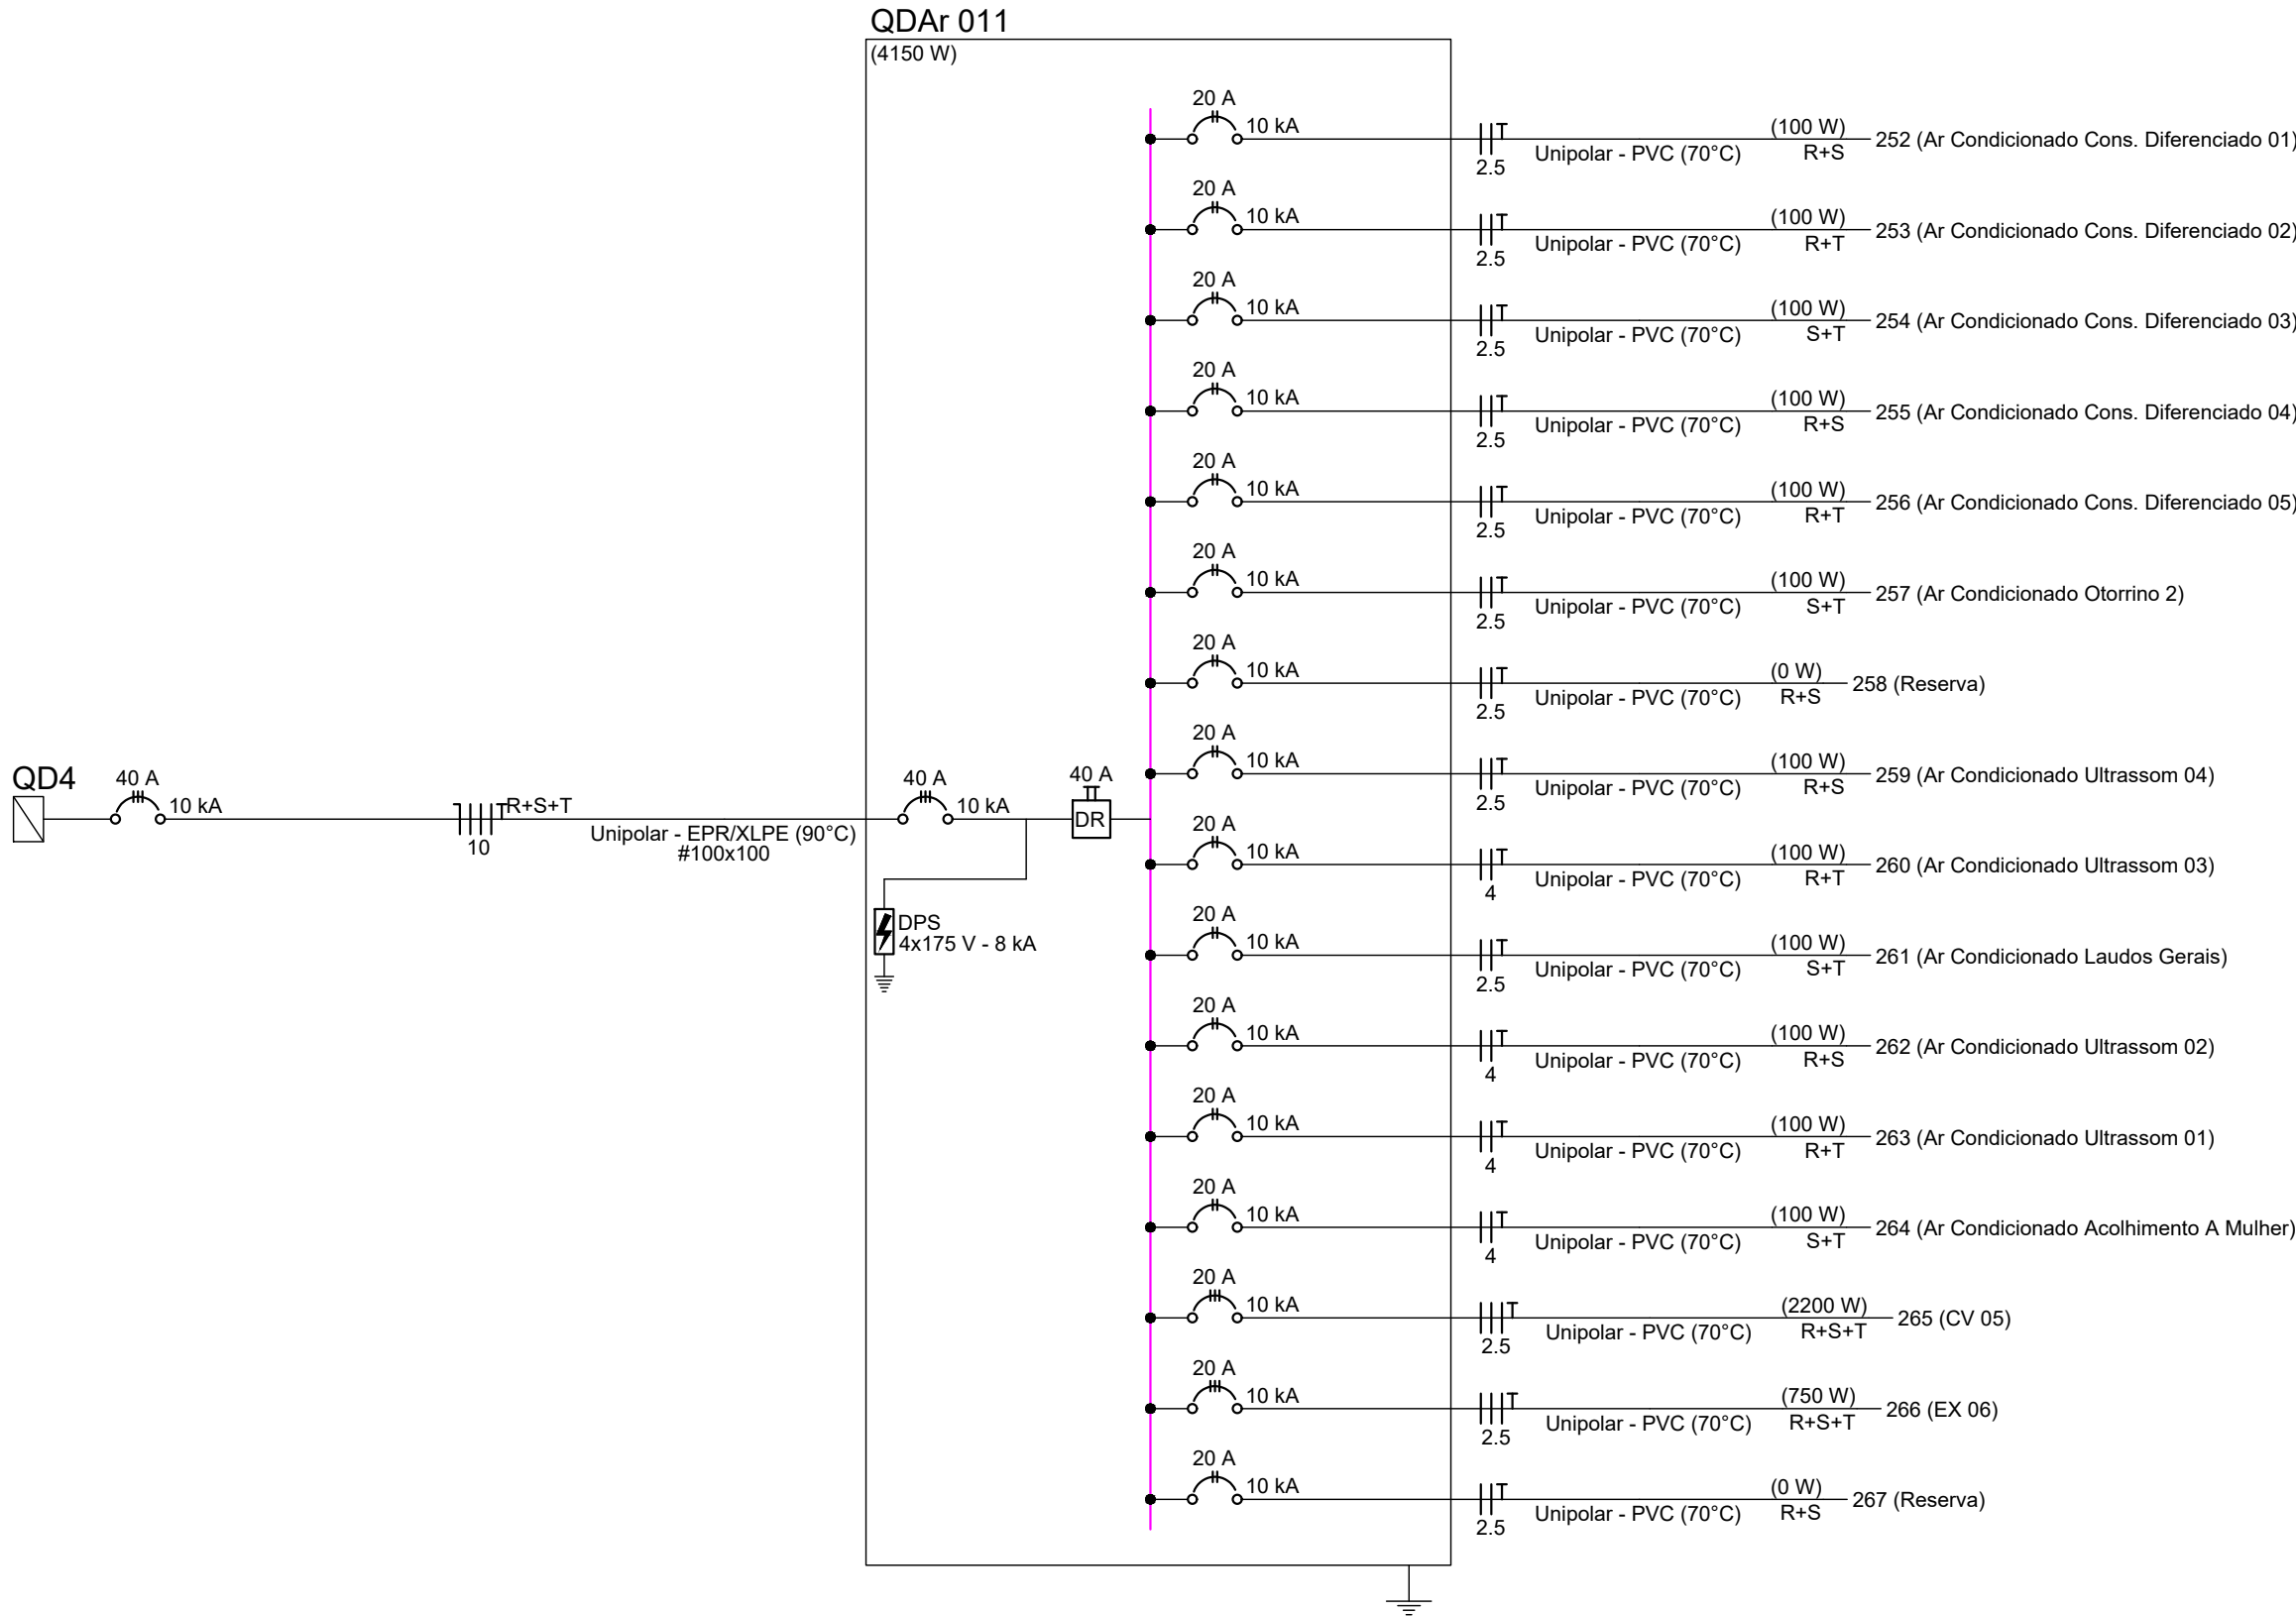 QDAr 011
(4150 W)
20 A
10 kA
2.5
Unipolar - PVC (70°C)
(100 W)
R+S
252 (Ar Condicionado Cons. Diferenciado 01)
20 A
10 kA
2.5
Unipolar - PVC (70°C)
(100 W)
R+T
253 (Ar Condicionado Cons. Diferenciado 02)
20 A
10 kA
2.5
Unipolar - PVC (70°C)
(100 W)
S+T
254 (Ar Condicionado Cons. Diferenciado 03)
20 A
10 kA
2.5
Unipolar - PVC (70°C)
(100 W)
R+S
255 (Ar Condicionado Cons. Diferenciado 04)
20 A
10 kA
2.5
Unipolar - PVC (70°C)
(100 W)
R+T
256 (Ar Condicionado Cons. Diferenciado 05)
20 A
10 kA
2.5
Unipolar - PVC (70°C)
(100 W)
S+T
257 (Ar Condicionado Otorrino 2)
20 A
10 kA
2.5
Unipolar - PVC (70°C)
(0 W)
R+S
258 (Reserva)
20 A
10 kA
2.5
Unipolar - PVC (70°C)
(100 W)
R+S
259 (Ar Condicionado Ultrassom 04)
QD4
40 A
10 kA
R+S+T
10
Unipolar - EPR/XLPE (90°C)
#100x100
40 A
10 kA
40 A
DR
DPS
4x175 V - 8 kA
20 A
10 kA
4
Unipolar - PVC (70°C)
(100 W)
R+T
260 (Ar Condicionado Ultrassom 03)
20 A
10 kA
2.5
Unipolar - PVC (70°C)
(100 W)
S+T
261 (Ar Condicionado Laudos Gerais)
20 A
10 kA
4
Unipolar - PVC (70°C)
(100 W)
R+S
262 (Ar Condicionado Ultrassom 02)
20 A
10 kA
4
Unipolar - PVC (70°C)
(100 W)
R+T
263 (Ar Condicionado Ultrassom 01)
20 A
10 kA
4
Unipolar - PVC (70°C)
(100 W)
S+T
264 (Ar Condicionado Acolhimento A Mulher)
20 A
10 kA
2.5
Unipolar - PVC (70°C)
(2200 W)
R+S+T
265 (CV 05)
20 A
10 kA
2.5
Unipolar - PVC (70°C)
(750 W)
R+S+T
266 (EX 06)
20 A
10 kA
2.5
Unipolar - PVC (70°C)
(0 W)
R+S
267 (Reserva)